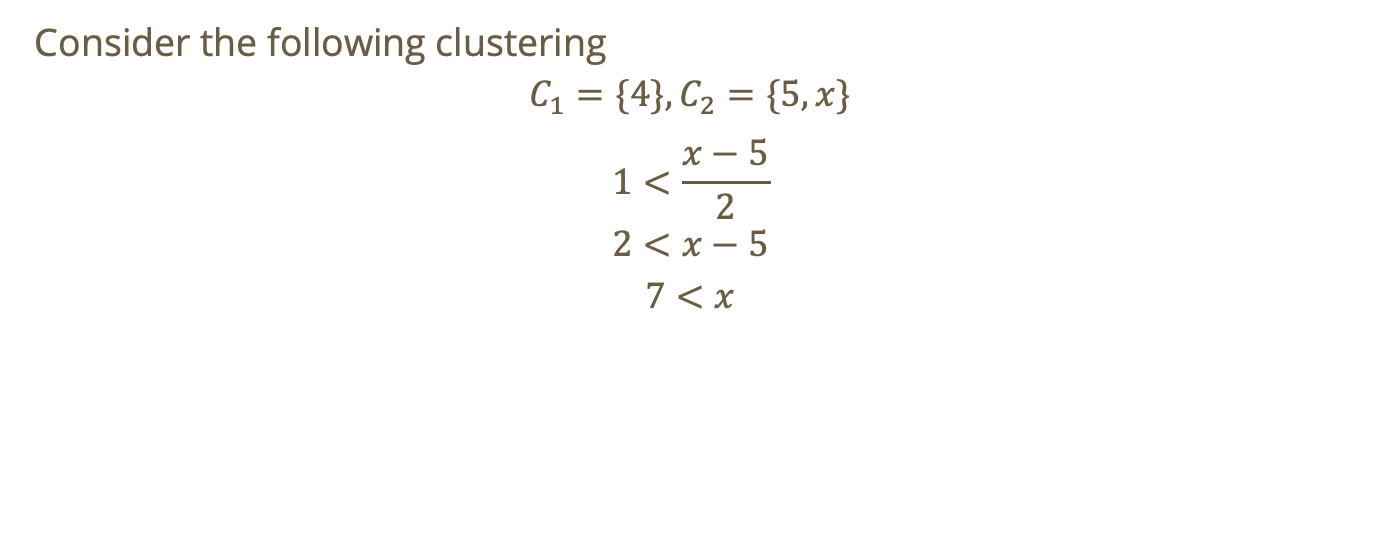 Consider the following clustering
C₁ = {4}, C₂ = {5, x}
1 < (x − 5)/2
2 < x − 5
7 < x